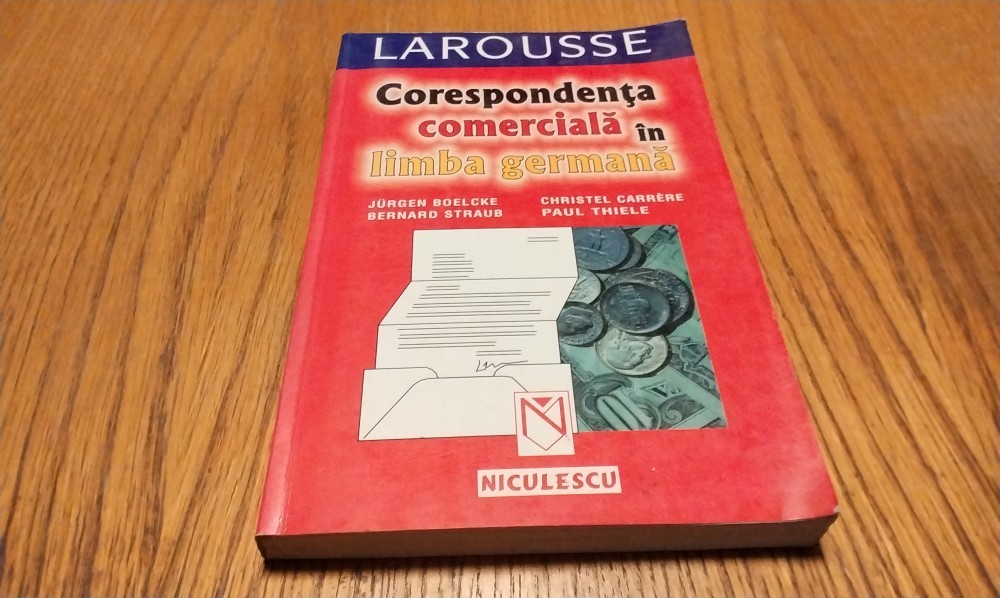 LAROUSSE
Corespondenţa
comercială în
limba germană
JÜRGEN BOELCKE CHRISTEL CARRÈRE
BERNARD STRAUB PAUL THIELE
NICULESCU